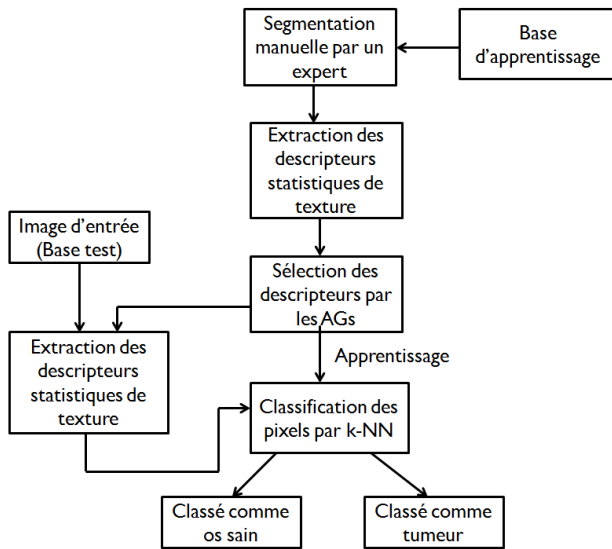 Segmentation
manuelle par un
expert
Base
d'apprentissage
Extraction des
descripteurs
statistiques de
texture
Image d'entrée
(Base test)
Sélection des
descripteurs par
les AGs
Extraction des
descripteurs
statistiques de
texture
Apprentissage
Classification des
pixels par k-NN
Classé comme
os sain
Classé comme
tumeur